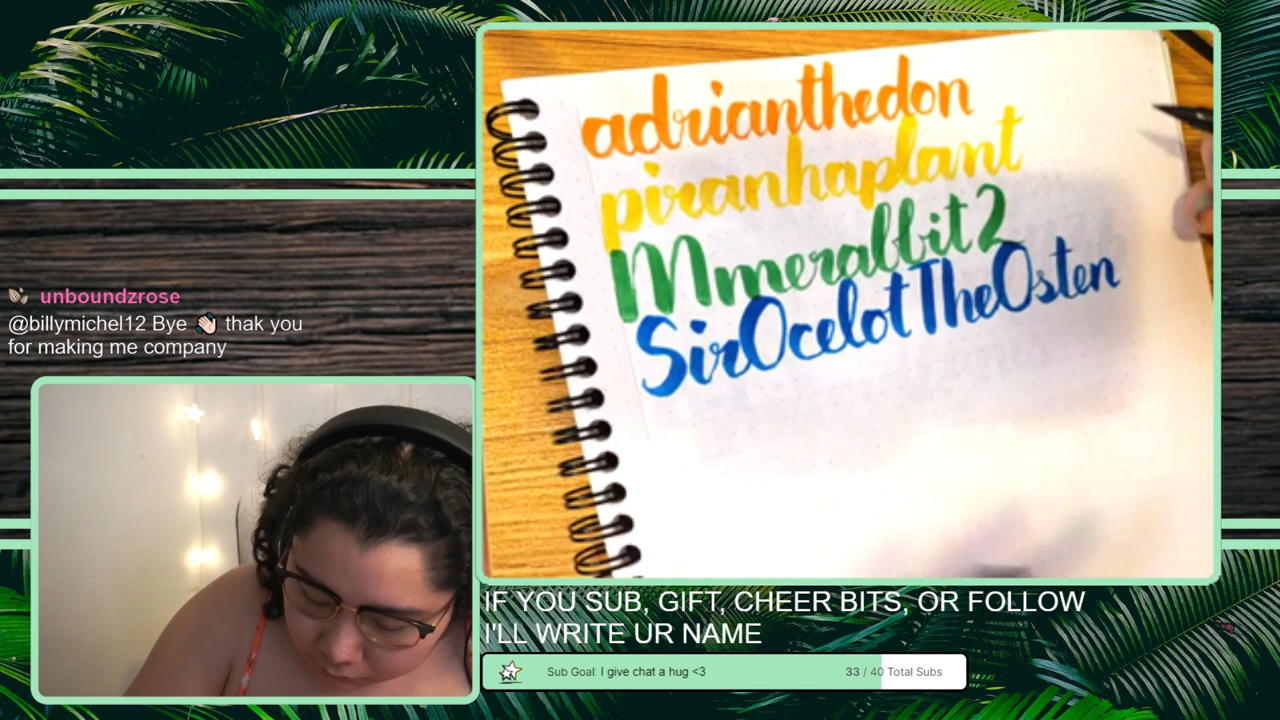 adrianthedon
piranhaplant
Mmerabbit2
SirOcelotTheOsten
unboundzrose
@billymichel12 Bye 👋🏻 thak you
for making me company
IF YOU SUB, GIFT, CHEER BITS, OR FOLLOW
I'LL WRITE UR NAME
Sub Goal: I give chat a hug <3 33 / 40 Total Subs